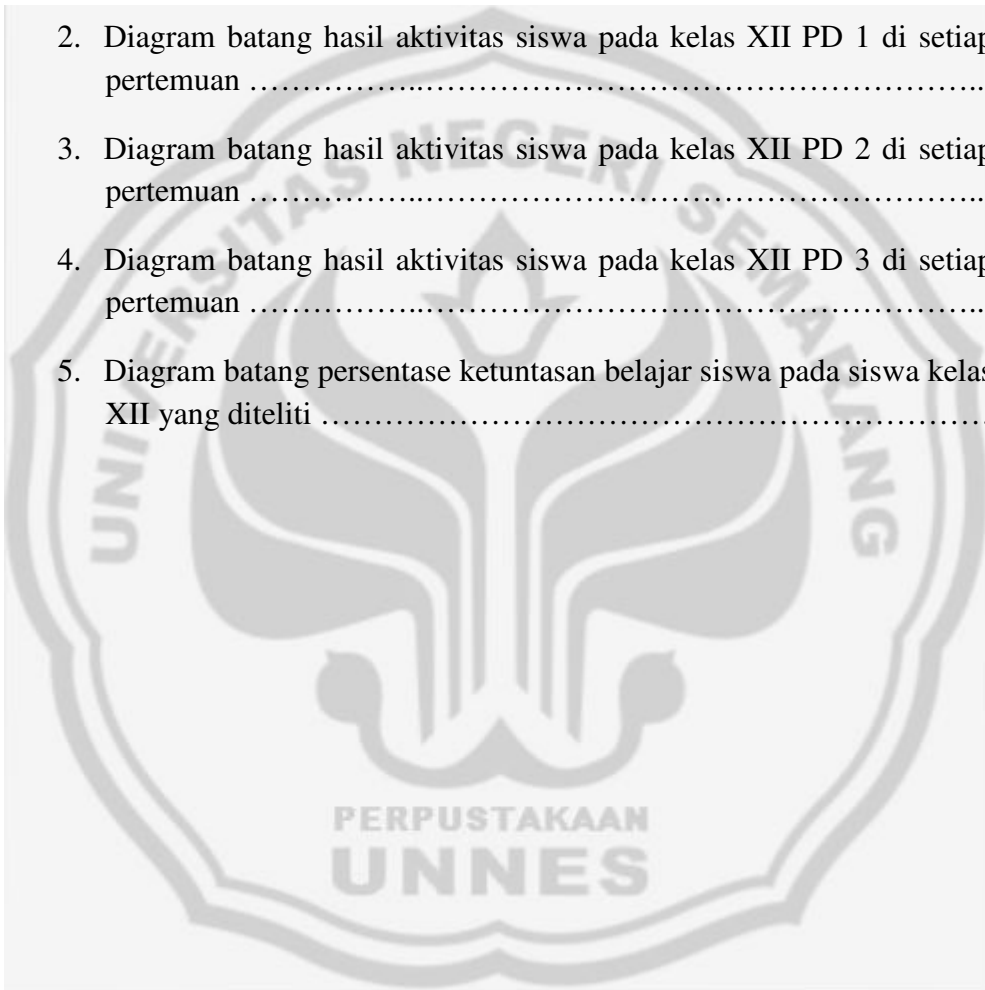 2. Diagram batang hasil aktivitas siswa pada kelas XII PD 1 di setiap
pertemuan ……………..…………………………………………………..
3. Diagram batang hasil aktivitas siswa pada kelas XII PD 2 di setiap
pertemuan ……………..…………………………………………………..
4. Diagram batang hasil aktivitas siswa pada kelas XII PD 3 di setiap
pertemuan ……………..…………………………………………………..
5. Diagram batang persentase ketuntasan belajar siswa pada siswa kelas
XII yang diteliti …………………………………………………………….
UNIVERSITAS NEGERI SEMARANG
PERPUSTAKAAN
UNNES